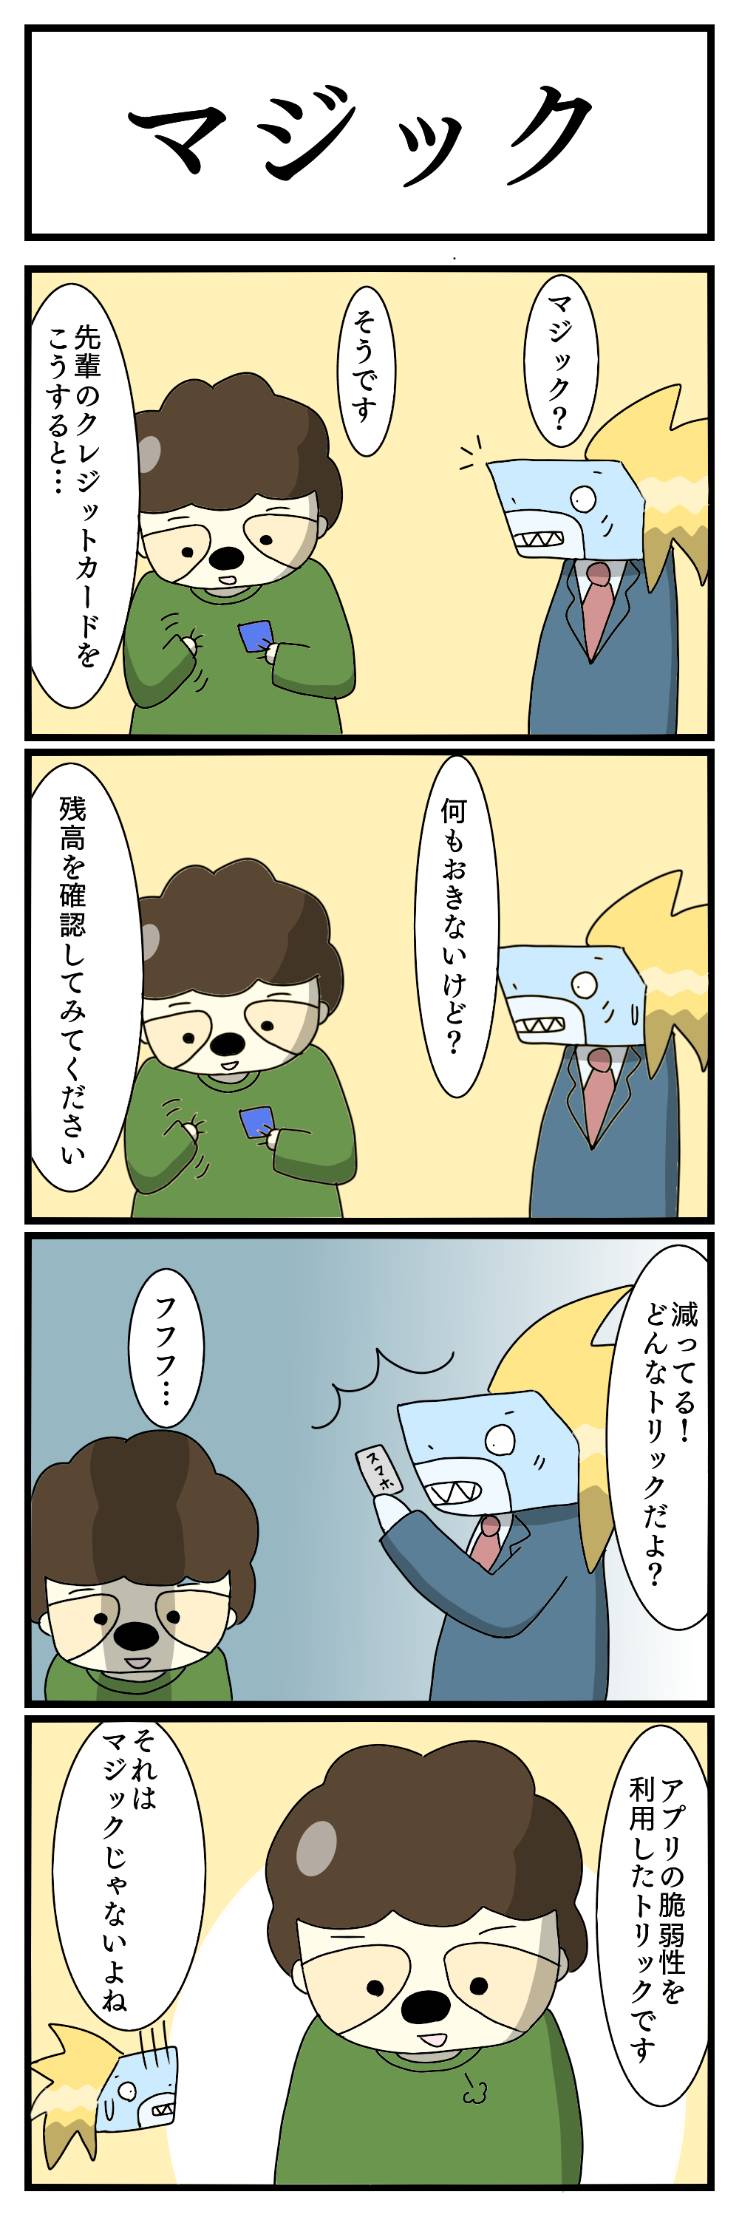 マジック
マジック？
そうです
先輩のクレジットカードを
こうすると…
何もおきないけど？
残高を確認してみてください
減ってる！
どんなトリックだよ？
スマホ
フフフ…
アプリの脆弱性を
利用したトリックです
それは
マジックじゃないよね